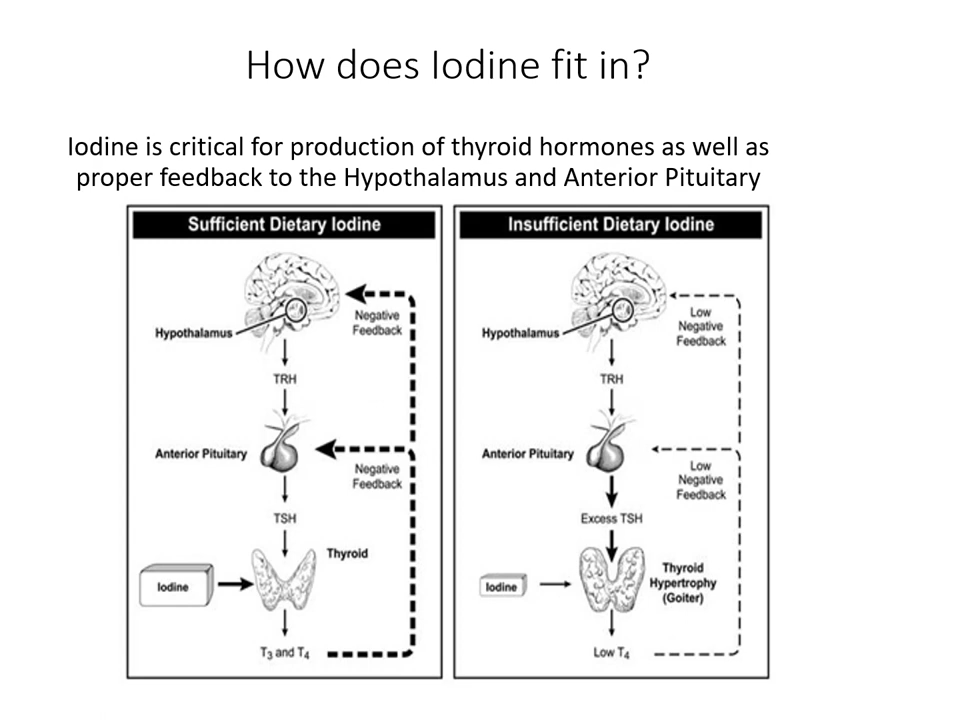 How does Iodine fit in?
Iodine is critical for production of thyroid hormones as well as
proper feedback to the Hypothalamus and Anterior Pituitary
Sufficient Dietary Iodine
Negative
Feedback
Hypothalamus
TRH
Anterior Pituitary
Negative
Feedback
TSH
Thyroid
Iodine
T₃ and T₄
Insufficient Dietary Iodine
Low
Negative
Feedback
Hypothalamus
TRH
Anterior Pituitary
Low
Negative
Feedback
Excess TSH
Thyroid
Hypertrophy
(Goiter)
Iodine
Low T₄